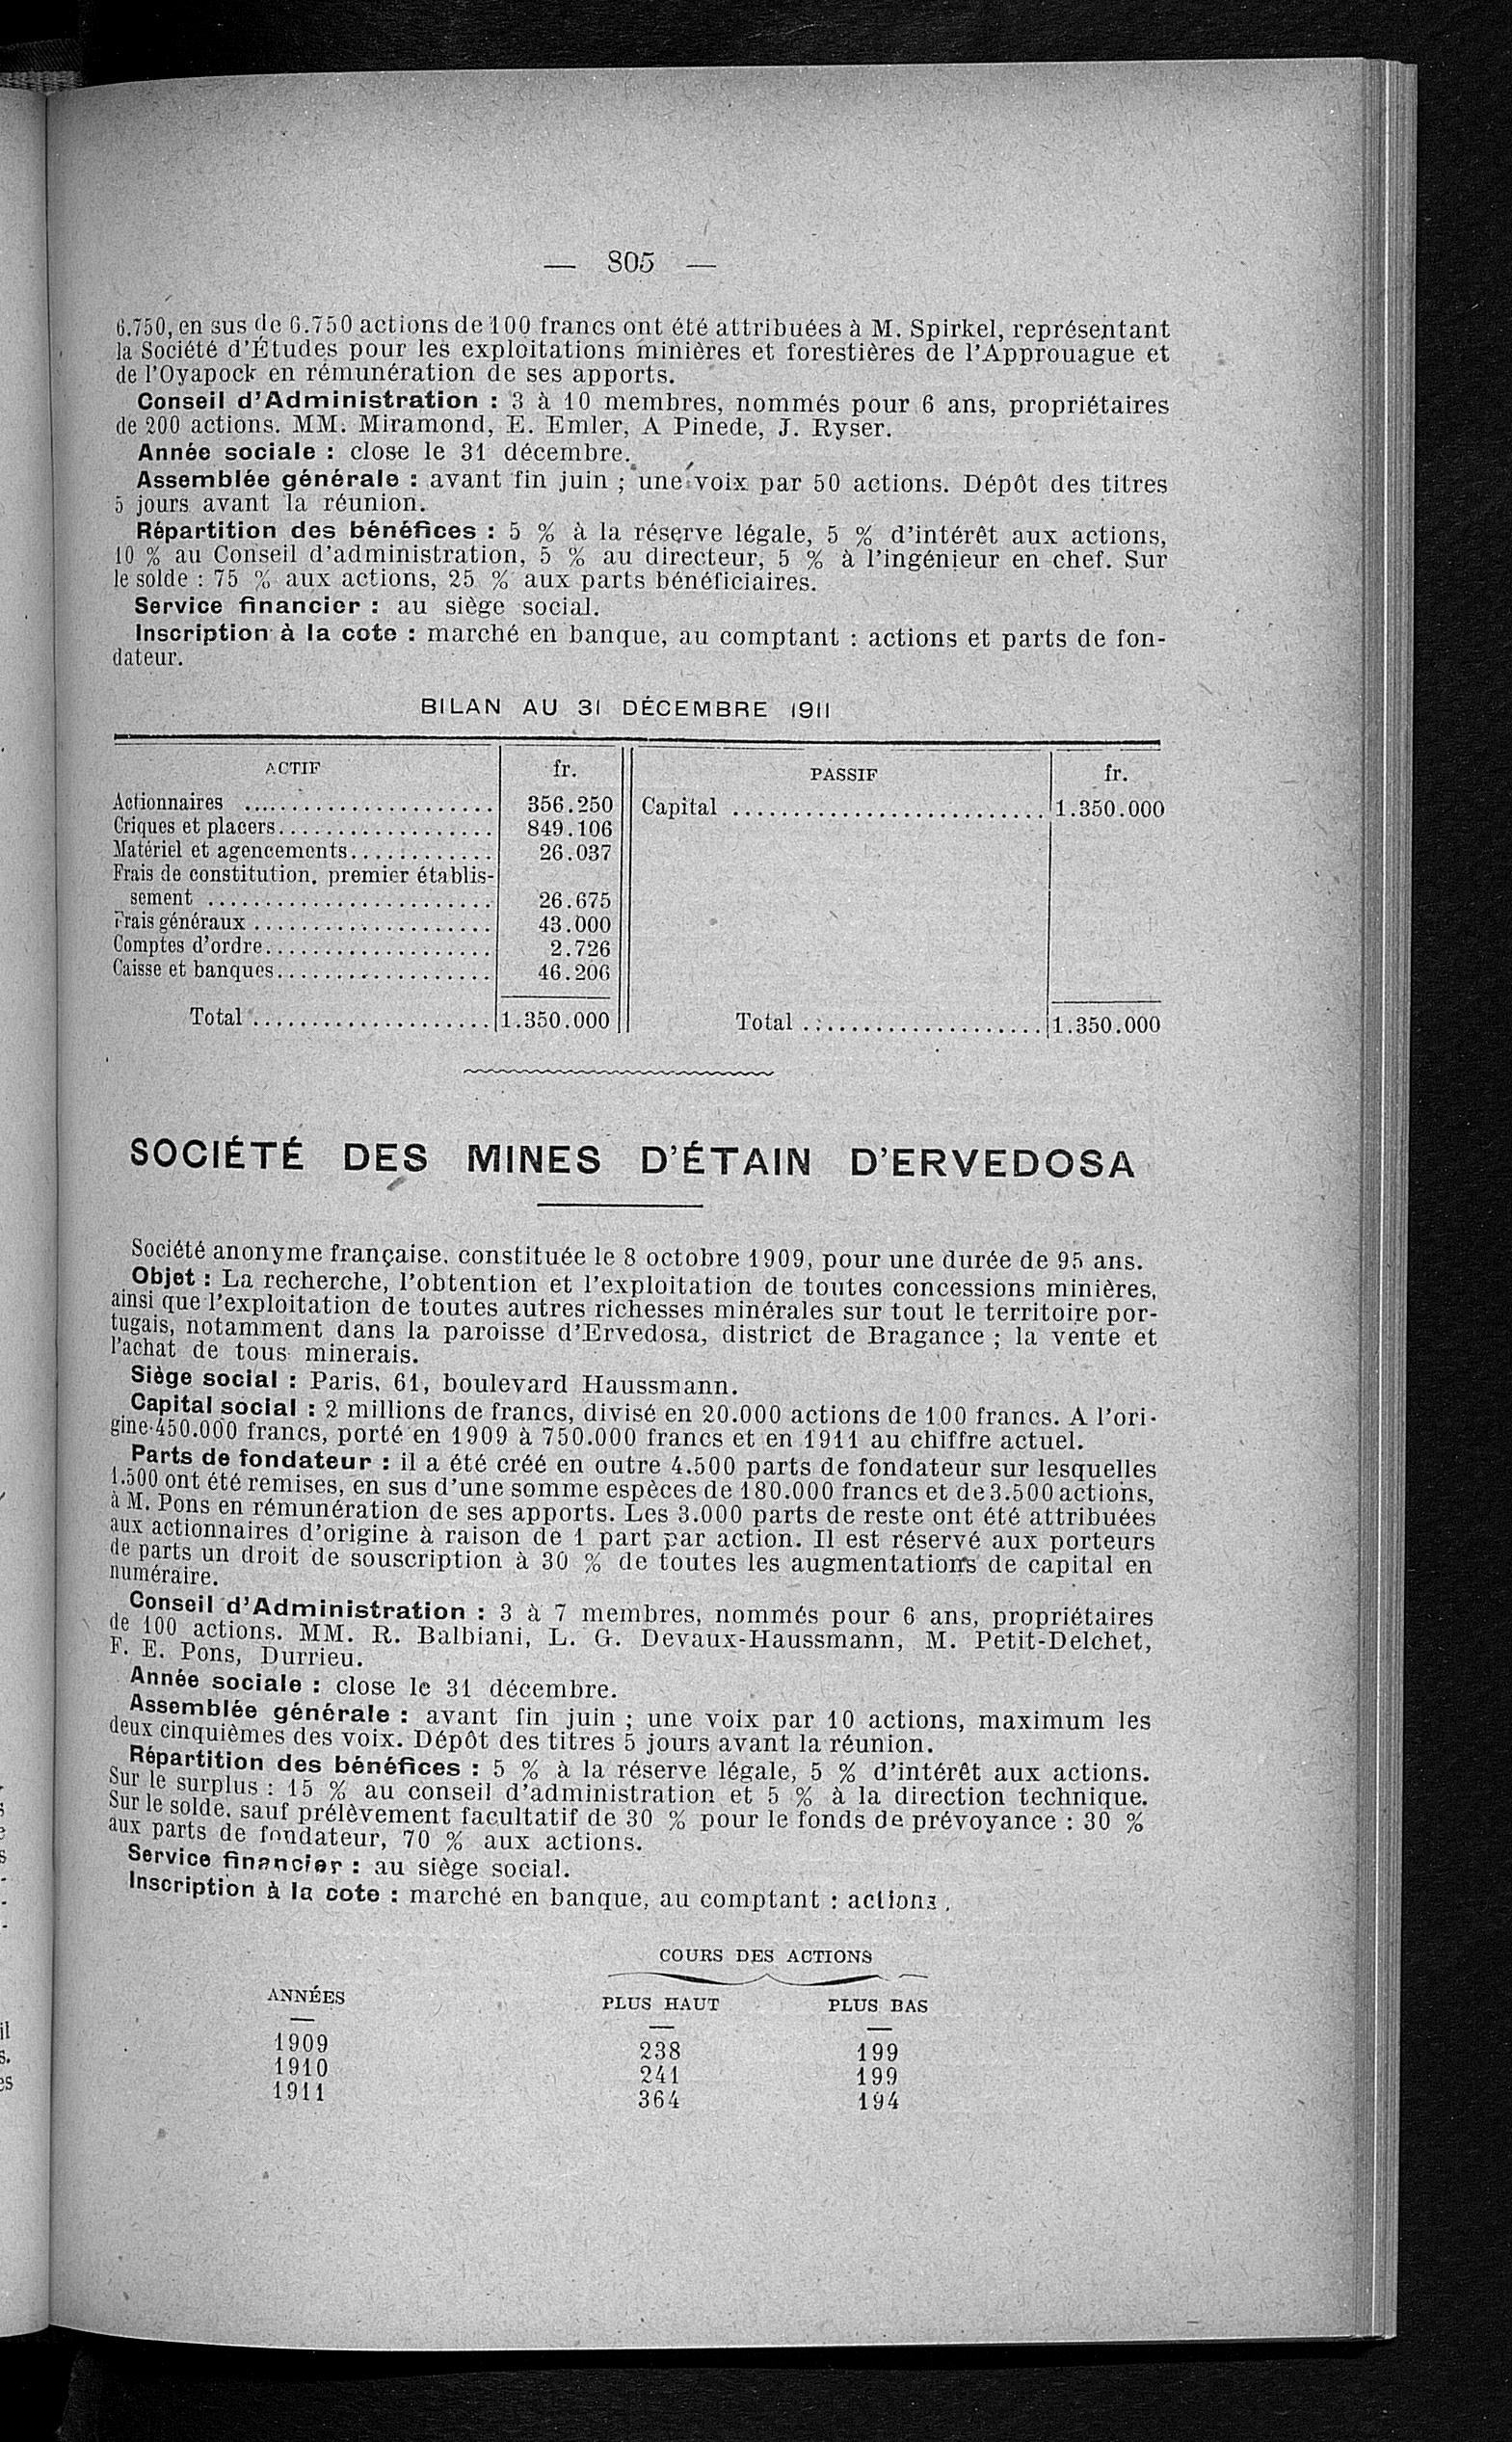 — 805 —
6.750, en sus de 6.750 actions de 100 francs ont été attribuées à M. Spirkel, représentant
la Société d'Études pour les exploitations minières et forestières de l'Approuague et
de l'Oyapock en rémunération de ses apports.
Conseil d'Administration : 3 à 10 membres, nommés pour 6 ans, propriétaires
de 200 actions. MM. Miramond, E. Emler, A Pinede, J. Ryser.
Année sociale : close le 31 décembre.
Assemblée générale : avant fin juin ; une voix par 50 actions. Dépôt des titres
5 jours avant la réunion.
Répartition des bénéfices : 5 % à la réserve légale, 5 % d'intérêt aux actions,
10 % au Conseil d'administration, 5 % au directeur, 5 % à l'ingénieur en chef. Sur
le solde : 75 % aux actions, 25 % aux parts bénéficiaires.
Service financier : au siège social.
Inscription à la cote : marché en banque, au comptant : actions et parts de fon-
dateur.
BILAN AU 31 DÉCEMBRE 1911
ACTIF fr. PASSIF fr.
Actionnaires ..................... 356.250 Capital .......................... 1.350.000
Criques et placers.................. 849.106
Matériel et agencements............ 26.037
Frais de constitution, premier établis-
sement ........................ 26.675
Frais généraux .................... 43.000
Comptes d'ordre................... 2.726
Caisse et banques.................. 46.206
Total .................... 1.350.000 Total .................... 1.350.000
SOCIÉTÉ DES MINES D'ÉTAIN D'ERVEDOSA
Société anonyme française, constituée le 8 octobre 1909, pour une durée de 95 ans.
Objet : La recherche, l'obtention et l'exploitation de toutes concessions minières,
ainsi que l'exploitation de toutes autres richesses minérales sur tout le territoire por-
tugais, notamment dans la paroisse d'Ervedosa, district de Bragance ; la vente et
l'achat de tous minerais.
Siège social : Paris, 61, boulevard Haussmann.
Capital social : 2 millions de francs, divisé en 20.000 actions de 100 francs. A l'ori-
gine 450.000 francs, porté en 1909 à 750.000 francs et en 1911 au chiffre actuel.
Parts de fondateur : il a été créé en outre 4.500 parts de fondateur sur lesquelles
1.500 ont été remises, en sus d'une somme espèces de 180.000 francs et de 3.500 actions,
à M. Pons en rémunération de ses apports. Les 3.000 parts de reste ont été attribuées
aux actionnaires d'origine à raison de 1 part par action. Il est réservé aux porteurs
de parts un droit de souscription à 30 % de toutes les augmentations de capital en
numéraire.
Conseil d'Administration : 3 à 7 membres, nommés pour 6 ans, propriétaires
de 100 actions. MM. R. Balbiani, L. G. Devaux-Haussmann, M. Petit-Delchet,
F. E. Pons, Durrieu.
Année sociale : close le 31 décembre.
Assemblée générale : avant fin juin ; une voix par 10 actions, maximum les
deux cinquièmes des voix. Dépôt des titres 5 jours avant la réunion.
Répartition des bénéfices : 5 % à la réserve légale, 5 % d'intérêt aux actions.
Sur le surplus : 15 % au conseil d'administration et 5 % à la direction technique.
Sur le solde, sauf prélèvement facultatif de 30 % pour le fonds de prévoyance : 30 %
aux parts de fondateur, 70 % aux actions.
Service financier : au siège social.
Inscription à la cote : marché en banque, au comptant : actions.
COURS DES ACTIONS
ANNÉES PLUS HAUT PLUS BAS
1909 238 199
1910 241 199
1911 364 194